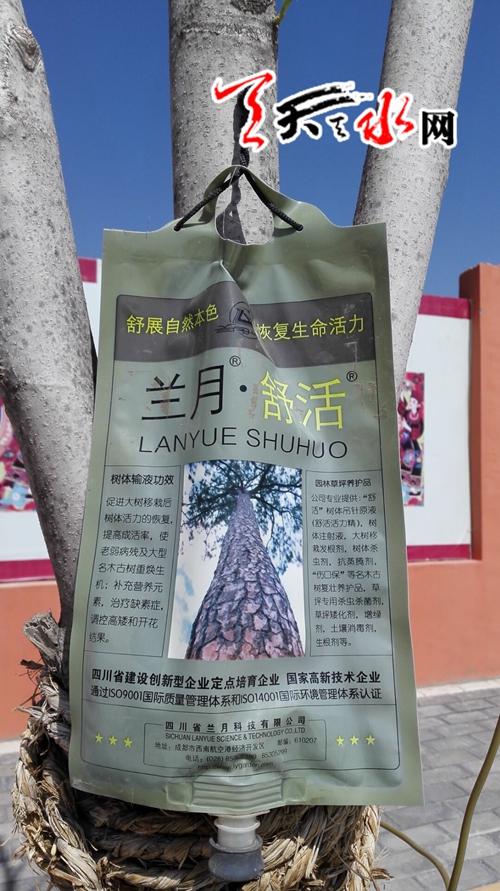 天天天水网
舒展自然本色 恢复生命活力
兰月®·舒活®
LANYUE SHUHUO
树体输液功效
促进大树移栽后
树体活力的恢复,
提高成活率,使
老弱病残及大型
名木古树重焕生
机;补充营养元
素,治疗缺素症,
调控高矮和开花
结果。
园林草坪养护品
公司专业提供:“舒
活”树体吊针原液
(舒活活力精),树
体注射液,大树移
栽发根剂,树体杀
虫剂,抗蒸腾剂,
“伤口保”等名木古
树复壮养护品,草
坪专用杀虫杀菌剂,
草坪矮化剂,增绿
剂,土壤消毒剂,
生根剂等。
四川省建设创新型企业定点培育企业 国家高新技术企业
通过ISO9001国际质量管理体系和ISO14001国际环境管理体系认证
四川省兰月科技有限公司
SICHUAN LANYUE SCIENCE & TECHNOLOGY CO.LTD
地址:成都市西南航空港经济开发区 邮编:610207
电话:(028)